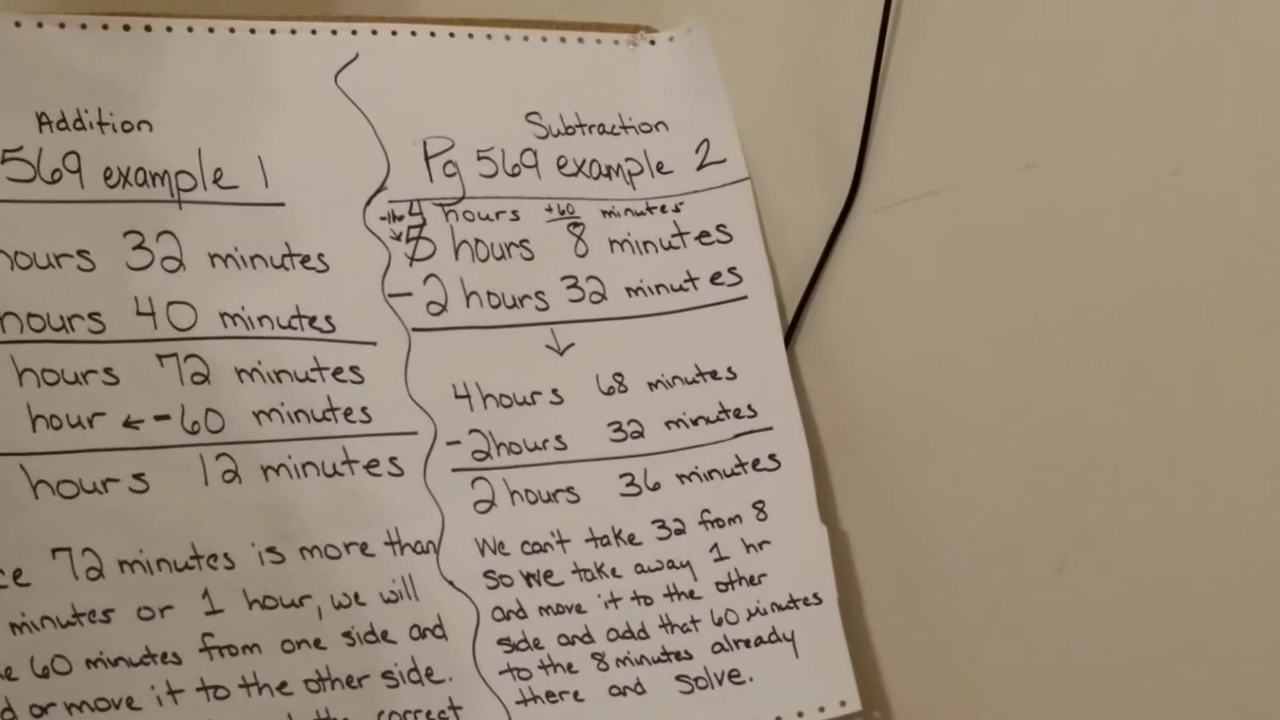 Addition
569 example 1
hours 32 minutes
hours 40 minutes
hours 72 minutes
hour ← -60 minutes
hours 12 minutes
72 minutes is more than
minutes or 1 hour, we will
60 minutes from one side and
or move it to the other side.
correct
Subtraction
Pg 569 example 2
4 hours +60 minutes
5 hours 8 minutes
- 2 hours 32 minutes
↓
4 hours 68 minutes
- 2 hours 32 minutes
2 hours 36 minutes
We can't take 32 from 8
so we take away 1 hr
and move it to the other
side and add that 60 minutes
to the 8 minutes already
there and solve.